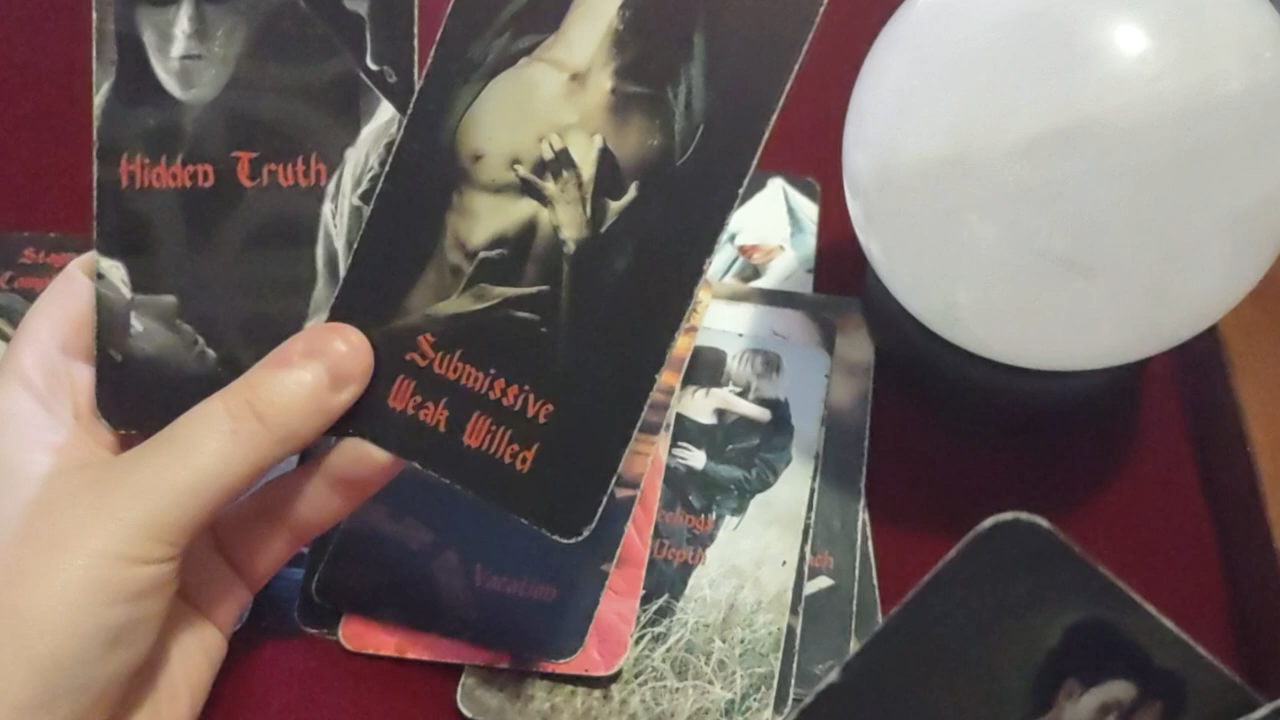 Hidden Truth
Submissive
Weak Willed
Vacation
Depth